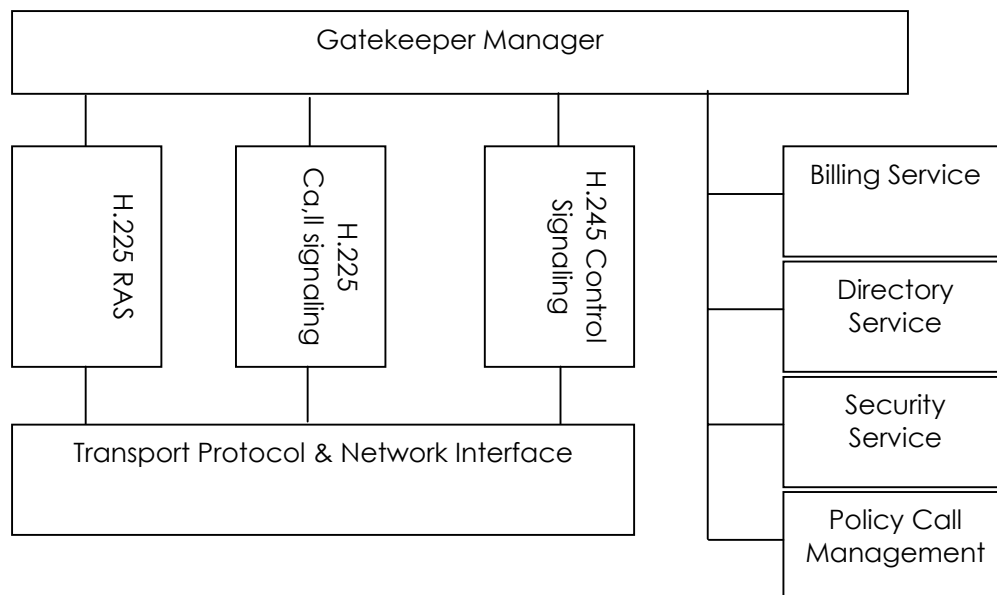 Gatekeeper Manager
H.225 RAS
H.225
Ca,ll signaling
H.245 Control
Signaling
Billing Service
Directory
Service
Security
Service
Policy Call
Management
Transport Protocol & Network Interface